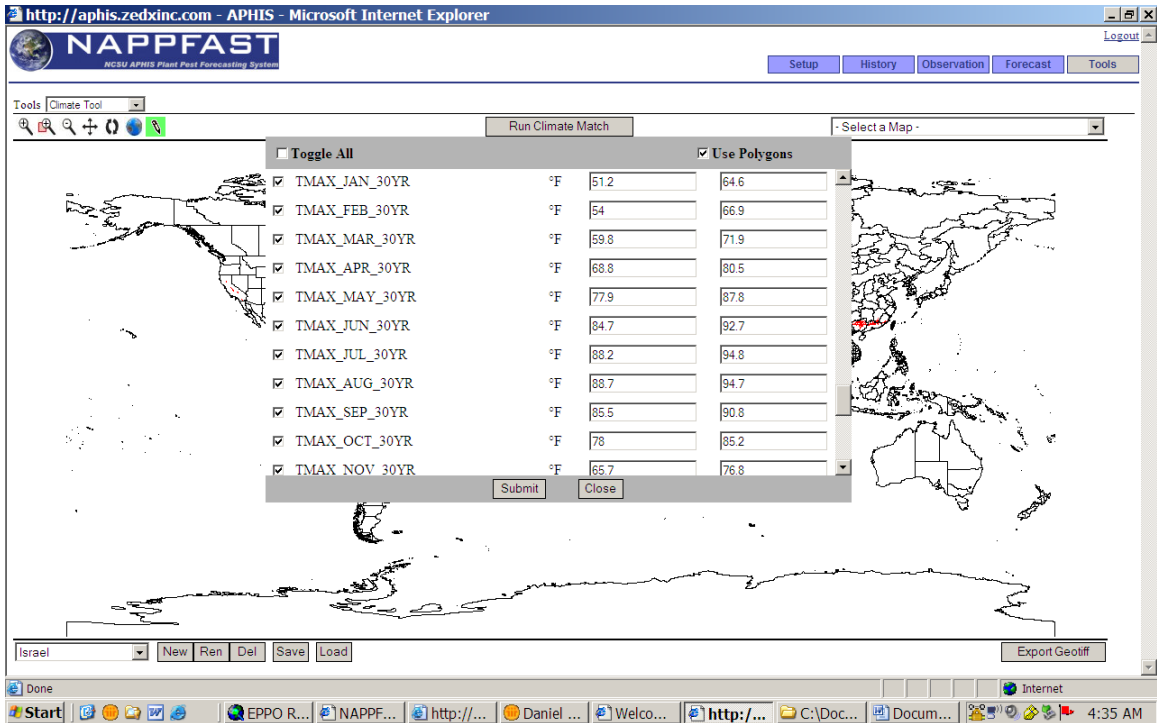 http://aphis.zedxinc.com - APHIS - Microsoft Internet Explorer
NAPPFAST
NCSU APHIS Plant Pest Forecasting System
Logout
Setup History Observation Forecast Tools
Tools Climate Tool
Run Climate Match - Select a Map -
Toggle All Use Polygons
TMAX_JAN_30YR °F 51.2 64.6
TMAX_FEB_30YR °F 54 66.9
TMAX_MAR_30YR °F 59.8 71.9
TMAX_APR_30YR °F 68.8 80.5
TMAX_MAY_30YR °F 77.9 87.8
TMAX_JUN_30YR °F 84.7 92.7
TMAX_JUL_30YR °F 88.2 94.8
TMAX_AUG_30YR °F 88.7 94.7
TMAX_SEP_30YR °F 85.5 90.8
TMAX_OCT_30YR °F 78 85.2
TMAX_NOV_30YR °F 65.7 76.8
Submit Close
Israel New Ren Del Save Load Export Geotiff
Done Internet
Start EPPO R... NAPPF... http://... Daniel ... Welco... http:/... C:\Doc... Docum... 4:35 AM